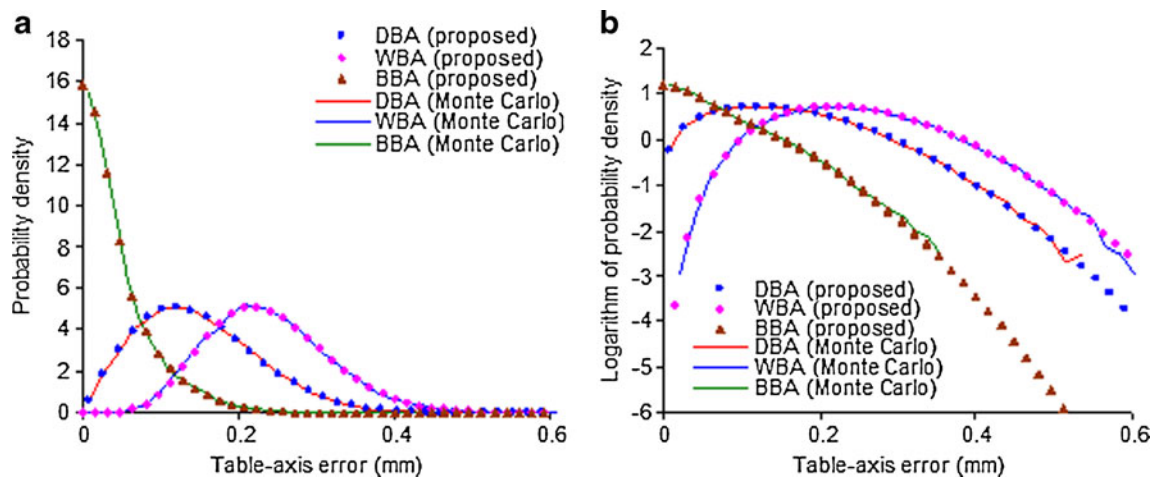 a
18
16
14
12
10
8
6
4
2
0
Probability density
DBA (proposed)
WBA (proposed)
BBA (proposed)
DBA (Monte Carlo)
WBA (Monte Carlo)
BBA (Monte Carlo)
0
0.2
0.4
0.6
Table-axis error (mm)
b
2
1
0
-1
-2
-3
-4
-5
-6
Logarithm of probability density
DBA (proposed)
WBA (proposed)
BBA (proposed)
DBA (Monte Carlo)
WBA (Monte Carlo)
BBA (Monte Carlo)
0
0.2
0.4
0.6
Table-axis error (mm)